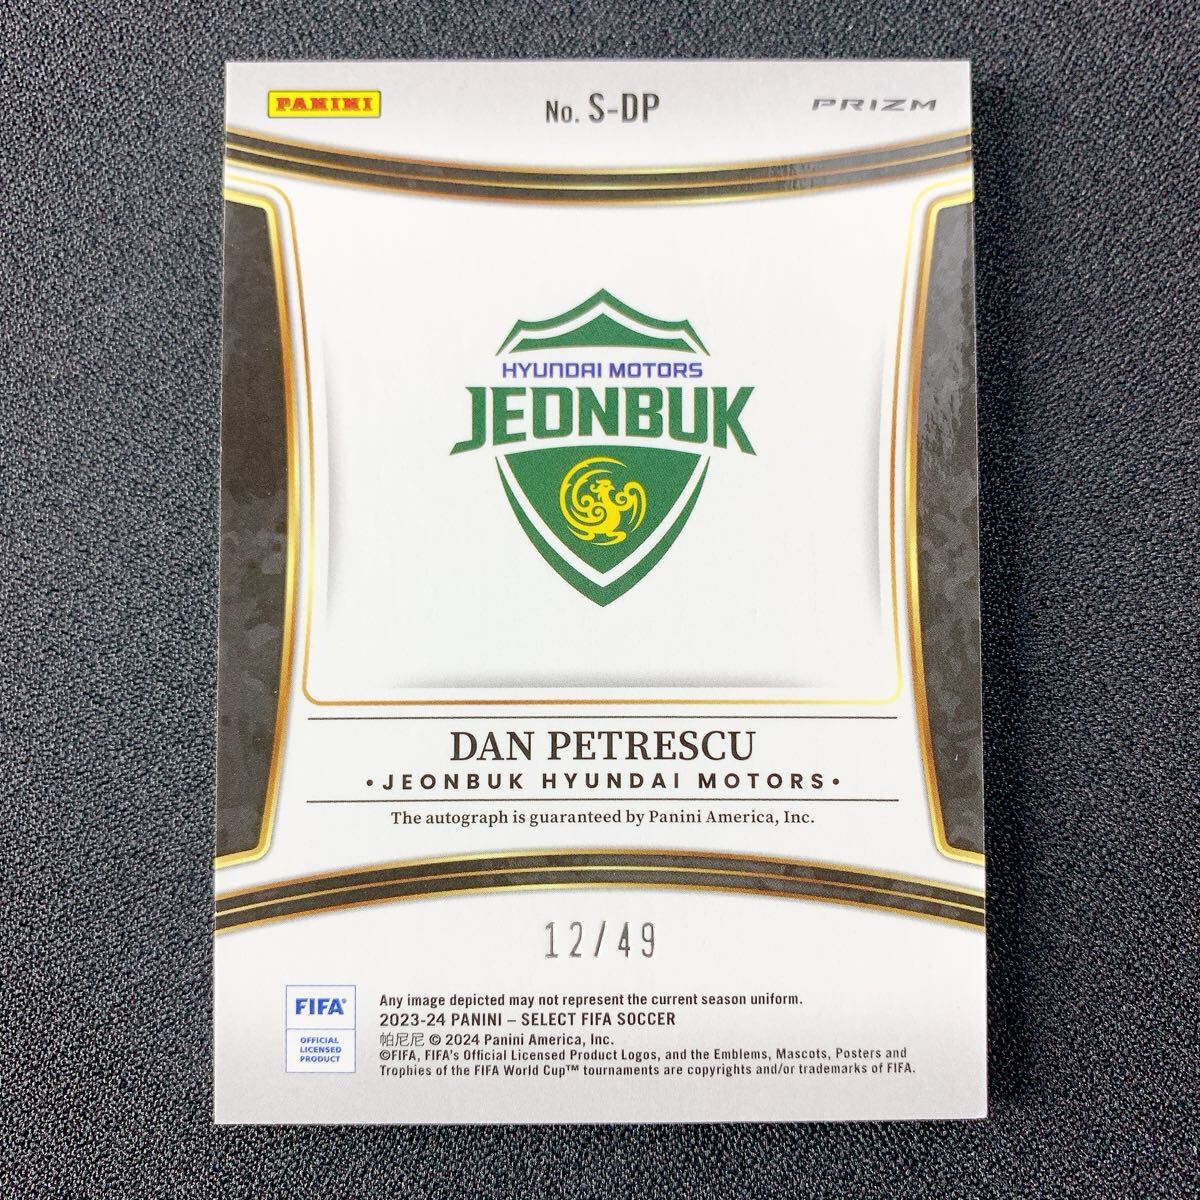 PANINI
No. S-DP
PRIZM
HYUNDAI MOTORS
JEONBUK
DAN PETRESCU
•JEONBUK HYUNDAI MOTORS•
The autograph is guaranteed by Panini America, Inc.
12/49
FIFA®
OFFICIAL
LICENSED
PRODUCT
Any image depicted may not represent the current season uniform.
2023-24 PANINI – SELECT FIFA SOCCER
帕尼尼 © 2024 Panini America, Inc.
©FIFA, FIFA's Official Licensed Product Logos, and the Emblems, Mascots, Posters and
Trophies of the FIFA World Cup™ tournaments are copyrights and/or trademarks of FIFA.